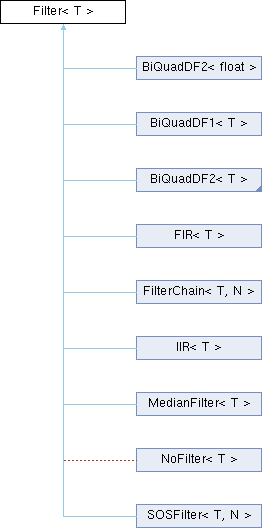 Filter< T >
BiQuadDF2< float >
BiQuadDF1< T >
BiQuadDF2< T >
FIR< T >
FilterChain< T, N >
IIR< T >
MedianFilter< T >
NoFilter< T >
SOSFilter< T, N >